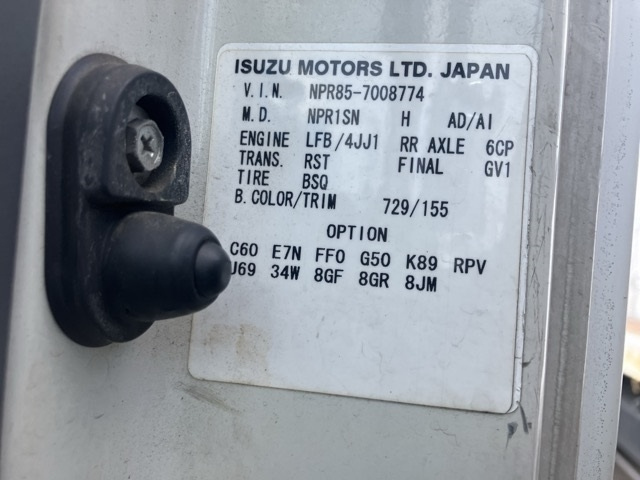 ISUZU MOTORS LTD. JAPAN
V.I.N. NPR85-7008774
M.D. NPR1SN H AD/AI
ENGINE LFB/4JJ1 RR AXLE 6CP
TRANS. RST FINAL GV1
TIRE BSQ
B.COLOR/TRIM 729/155
OPTION
C60 E7N FF0 G50 K89 RPV
J69 34W 8GF 8GR 8JM